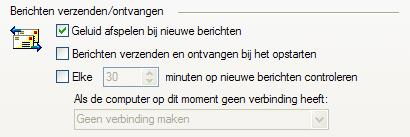 Berichten verzenden/ontvangen
Geluid afspelen bij nieuwe berichten
Berichten verzenden en ontvangen bij het opstarten
Elke 30 minuten op nieuwe berichten controleren
Als de computer op dit moment geen verbinding heeft:
Geen verbinding maken